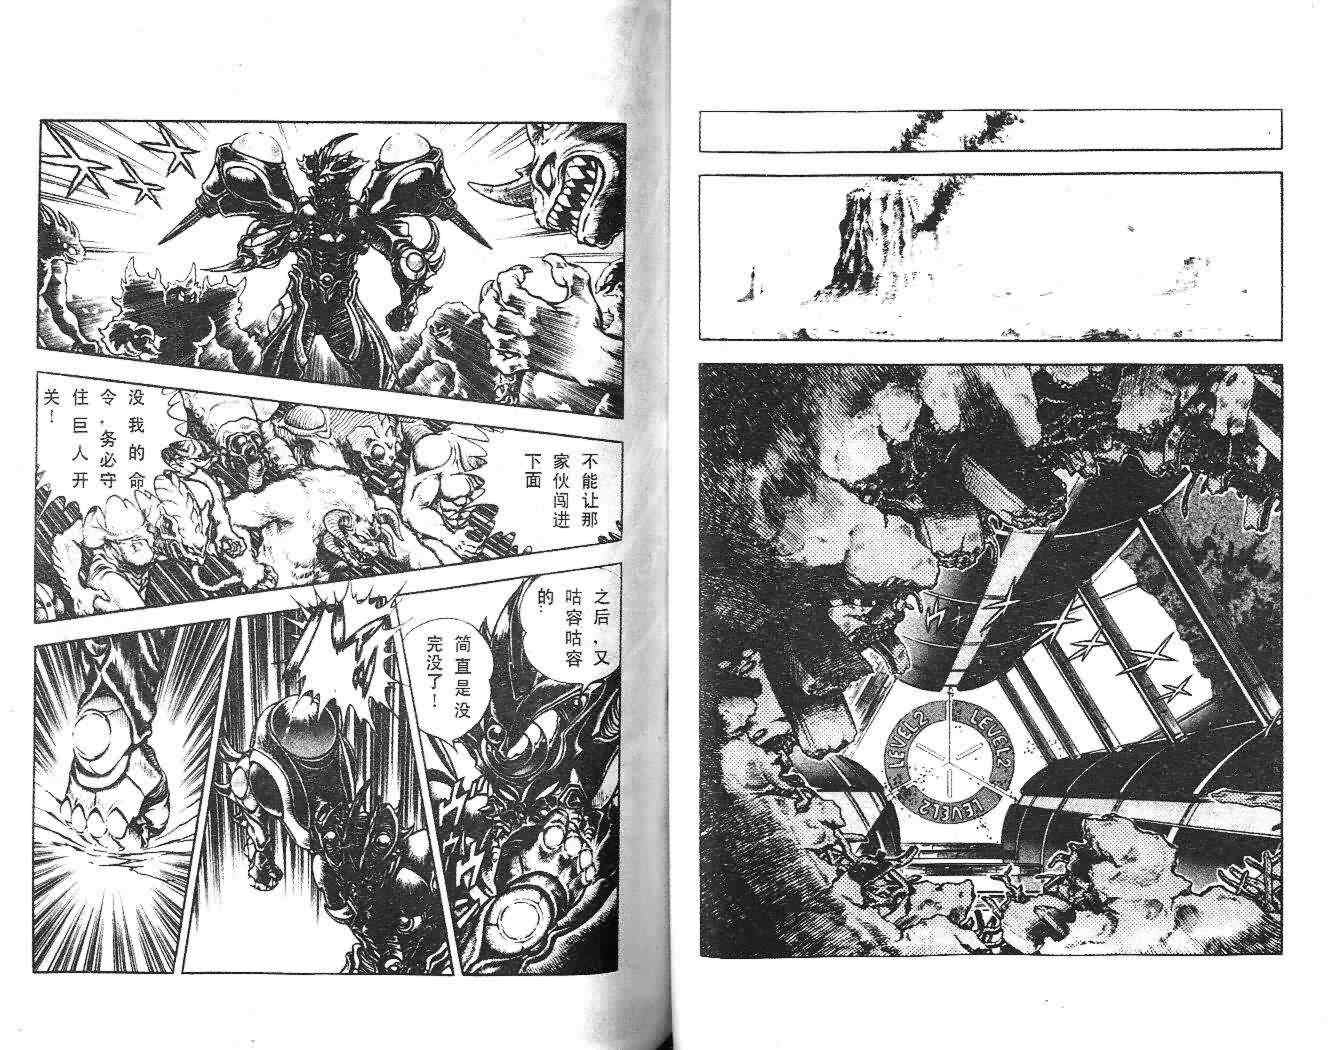 LEVEL2
LEVEL2
LEVEL2
不能让那
家伙闯进
下面
没我的命
令,务必守
住巨人开
关!
之后,又
咕容咕容
的…
简直是没
完没了!